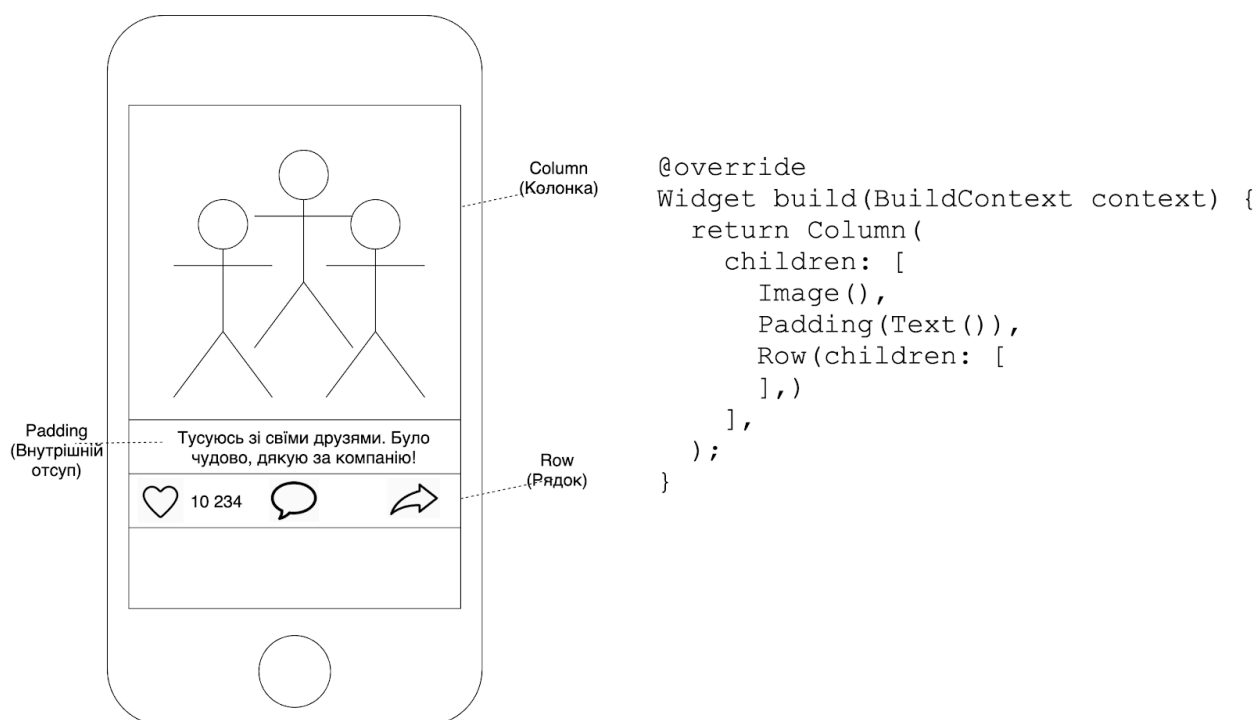 Column
(Колонка)
Padding
(Внутрішній
отсуп)
Тусуюсь зі свїми друзями. Було
чудово, дякую за компанію!
Row
(Рядок)
10 234
@override
Widget build(BuildContext context) {
  return Column(
    children: [
      Image(),
      Padding(Text()),
      Row(children: [
      ],)
    ],
  );
}